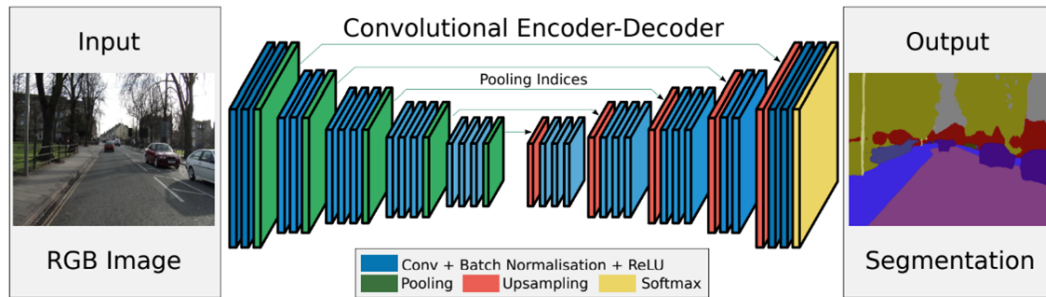 Convolutional Encoder-Decoder
Input
Output
Pooling Indices
RGB Image
Segmentation
Conv + Batch Normalisation + ReLU
Pooling Upsampling Softmax